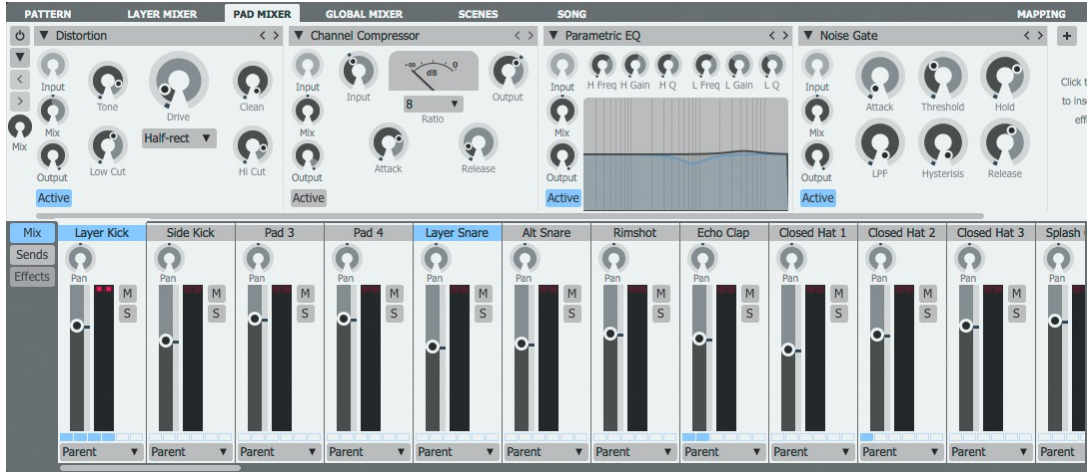 PATTERN LAYER MIXER PAD MIXER GLOBAL MIXER SCENES SONG MAPPING
Distortion < > Channel Compressor < > Parametric EQ < > Noise Gate < > +
Input Tone Drive Clean
Mix
Half-rect
Output Low Cut Hi Cut
Active
Input -∞ dB 0 Output
8
Ratio
Mix
Attack Release
Output
Active
Input H Freq H Gain H Q L Freq L Gain L Q
Mix
Output
Active
Input Attack Threshold Hold
Mix
Output LPF Hysterisis Release
Active
Click
to
<
>
Mix
Mix Layer Kick Side Kick Pad 3 Pad 4 Layer Snare Alt Snare Rimshot Echo Clap Closed Hat 1 Closed Hat 2 Closed Hat 3 Splash
Sends
Effects
Pan Pan Pan Pan Pan Pan Pan Pan Pan Pan Pan Pan
M M M M M M M M M M M
S S S S S S S S S S S
Parent Parent Parent Parent Parent Parent Parent Parent Parent Parent Parent Parent